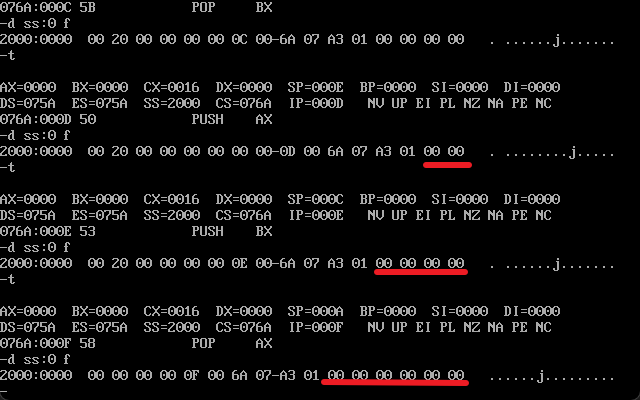 076A:000C 5B            POP     BX
-d ss:0 f
2000:0000  00 20 00 00 00 00 0C 00-6A 07 A3 01 00 00 00 00   . ......j.......
-t
AX=0000  BX=0000  CX=0016  DX=0000  SP=000E  BP=0000  SI=0000  DI=0000
DS=075A  ES=075A  SS=2000  CS=076A  IP=000D   NV UP EI PL NZ NA PE NC
076A:000D 50            PUSH    AX
-d ss:0 f
2000:0000  00 20 00 00 00 00 00 00-0D 00 6A 07 A3 01 00 00   . ........j.....
-t
AX=0000  BX=0000  CX=0016  DX=0000  SP=000C  BP=0000  SI=0000  DI=0000
DS=075A  ES=075A  SS=2000  CS=076A  IP=000E   NV UP EI PL NZ NA PE NC
076A:000E 53            PUSH    BX
-d ss:0 f
2000:0000  00 20 00 00 00 00 0E 00-6A 07 A3 01 00 00 00 00   . ......j.......
-t
AX=0000  BX=0000  CX=0016  DX=0000  SP=000A  BP=0000  SI=0000  DI=0000
DS=075A  ES=075A  SS=2000  CS=076A  IP=000F   NV UP EI PL NZ NA PE NC
076A:000F 58            POP     AX
-d ss:0 f
2000:0000  00 00 00 00 0F 00 6A 07-A3 01 00 00 00 00 00 00   ......j.........
-